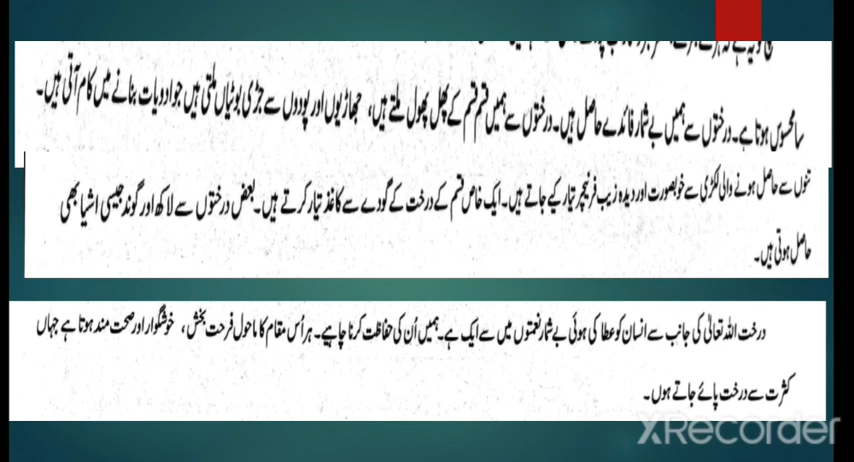 سا محسوس ہوتا ہے۔ درختوں سے ہمیں بے شمار فائدے حاصل ہیں۔ درختوں سے ہمیں قسم قسم کے پھل پھول ملتے ہیں، جھاڑیوں اور پودوں سے جڑی بوٹیاں ملتی ہیں جو ادویات بنانے میں کام آتی ہیں۔
تنوں سے حاصل ہونے والی لکڑی سے خوبصورت اور دیدہ زیب فرنیچر تیار کیے جاتے ہیں۔ ایک خاص قسم کے درخت کے گودے سے کاغذ تیار کرتے ہیں۔ بعض درختوں سے لاکھ اور گوند جیسی اشیا بھی
حاصل ہوتی ہیں۔
درخت اللہ تعالیٰ کی جانب سے انسان کو عطا کی ہوئی بے شمار نعمتوں میں سے ایک ہے۔ ہمیں اُن کی حفاظت کرنا چاہیے۔ ہر اُس مقام کا ماحول فرحت بخش، خوشگوار اور صحت مند ہوتا ہے جہاں
کثرت سے درخت پائے جاتے ہوں۔
XRecorder